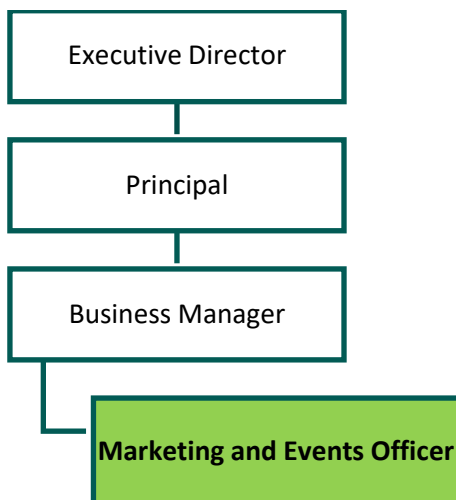 Executive Director
Principal
Business Manager
Marketing and Events Officer